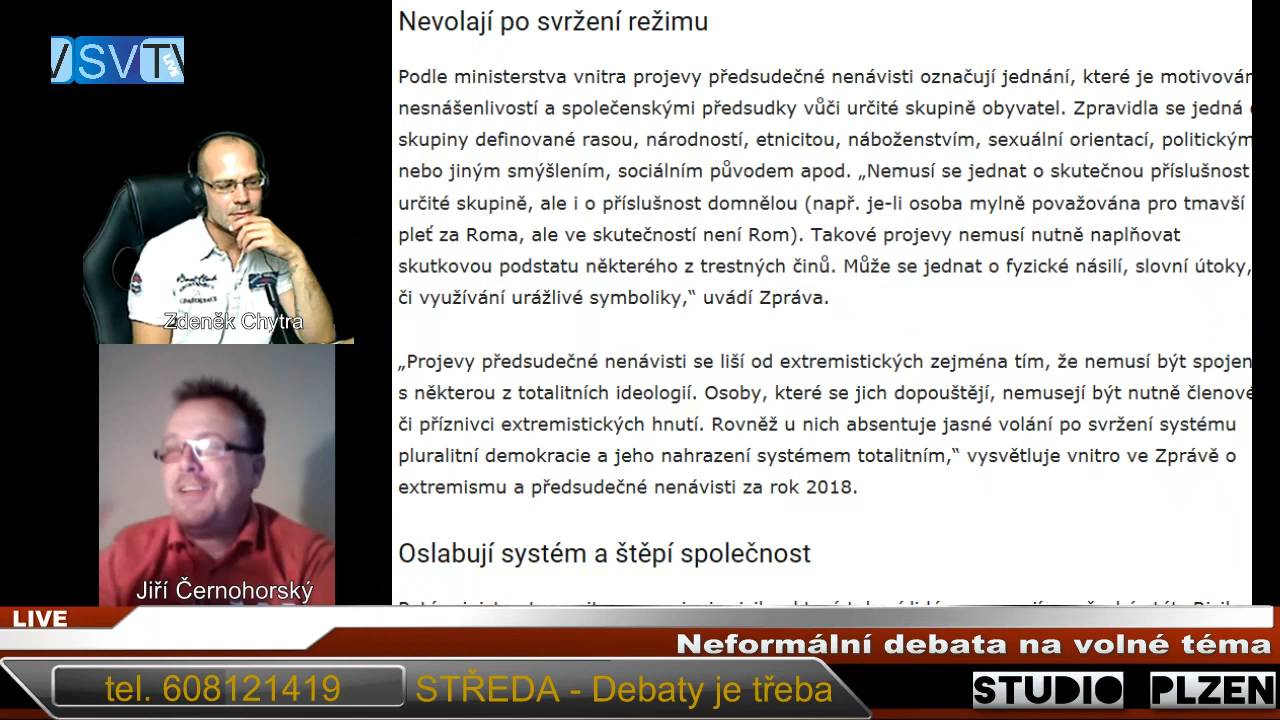 SVTV
LIVE
Nevolají po svržení režimu
Podle ministerstva vnitra projevy předsudečné nenávisti označují jednání, které je
nesnášenlivostí a společenskými předsudky vůči určité skupině obyvatel. Zpravidla se jedná
skupiny definované rasou, národností, etnicitou, náboženstvím, sexuální orientací,
nebo jiným smýšlením, sociálním původem apod. „Nemusí se jednat o skutečnou příslušnost
určité skupině, ale i o příslušnost domnělou (např. je-li osoba mylně považována pro tmavší
pleť za Roma, ale ve skutečností není Rom). Takové projevy nemusí nutně naplňovat
skutkovou podstatu některého z trestných činů. Může se jednat o fyzické násilí, slovní útoky,
či využívání urážlivé symboliky,“ uvádí Zpráva.
„Projevy předsudečné nenávisti se liší od extremistických zejména tím, že nemusí být spojen
s některou z totalitních ideologií. Osoby, které se jich dopouštějí, nemusejí být nutně členové
či příznivci extremistických hnutí. Rovněž u nich absentuje jasné volání po svržení systému
pluralitní demokracie a jeho nahrazení systémem totalitním,“ vysvětluje vnitro ve Zprávě o
extremismu a předsudečné nenávisti za rok 2018.
Oslabují systém a štěpí společnost
Zdeněk Chytra
Jiří Černohorský
LIVE
Neformální debata na volné téma
tel. 608121419
STŘEDA - Debaty je třeba
STUDIO PLZEN